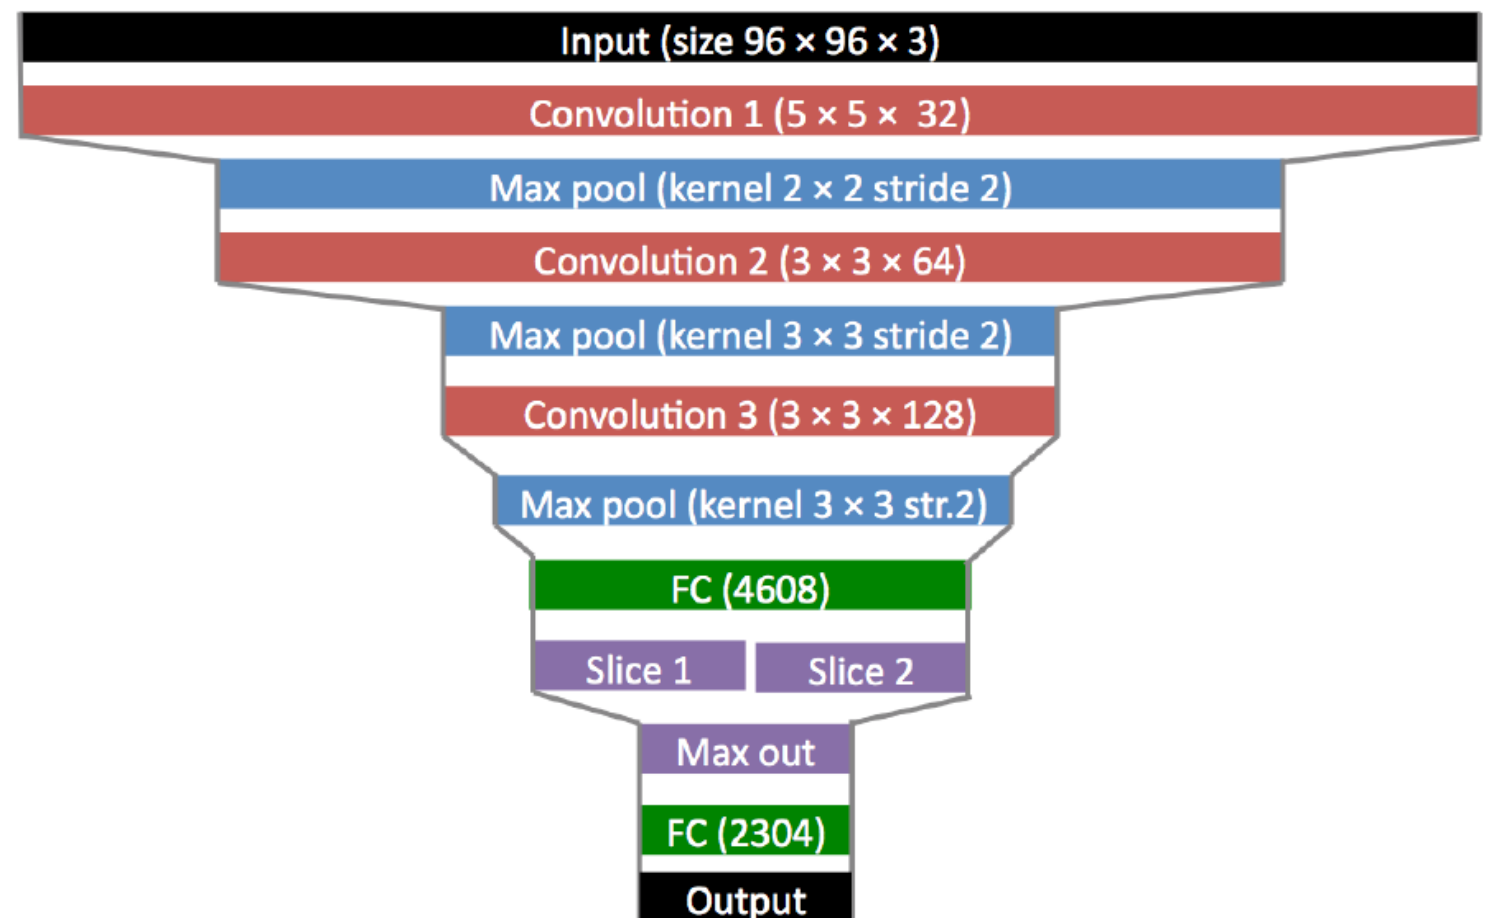 Input (size 96 × 96 × 3)
Convolution 1 (5 × 5 ×  32)
Max pool (kernel 2 × 2 stride 2)
Convolution 2 (3 × 3 × 64)
Max pool (kernel 3 × 3 stride 2)
Convolution 3 (3 × 3 × 128)
Max pool (kernel 3 × 3 str.2)
FC (4608)
Slice 1 Slice 2
Max out
FC (2304)
Output